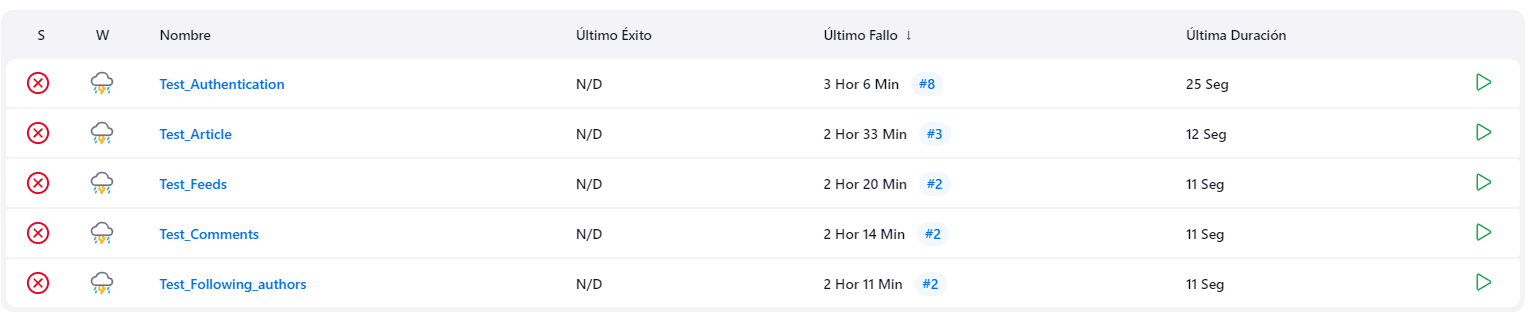 S W Nombre Último Éxito Último Fallo ↓ Última Duración
Test_Authentication N/D 3 Hor 6 Min #8 25 Seg
Test_Article N/D 2 Hor 33 Min #3 12 Seg
Test_Feeds N/D 2 Hor 20 Min #2 11 Seg
Test_Comments N/D 2 Hor 14 Min #2 11 Seg
Test_Following_authors N/D 2 Hor 11 Min #2 11 Seg